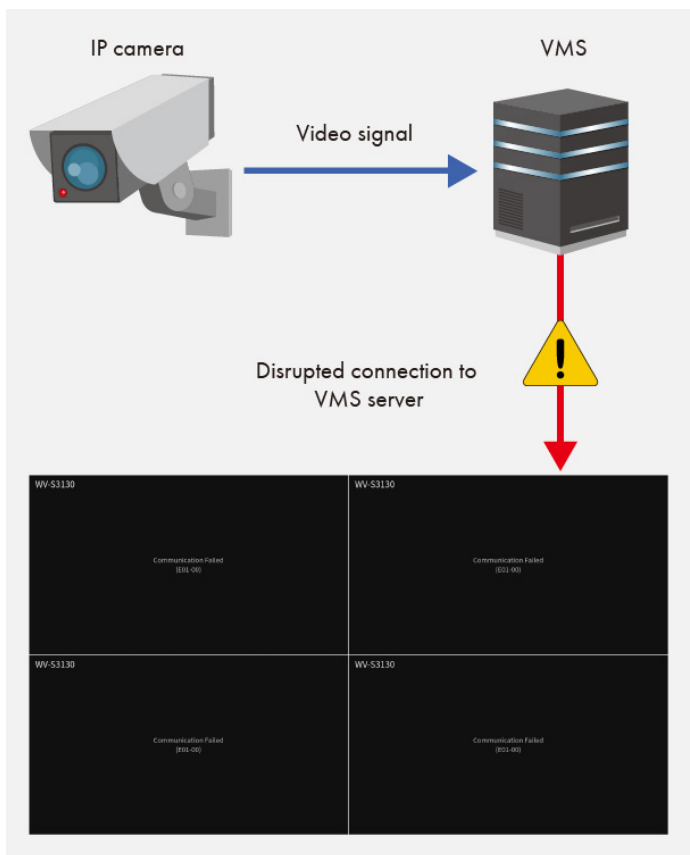 IP camera
VMS
Video signal
Disrupted connection to
VMS server
WV-S3130
Communication Failed
(E01-00)
WV-S3130
Communication Failed
(E01-00)
WV-S3130
Communication Failed
(E01-00)
WV-S3130
Communication Failed
(E01-00)